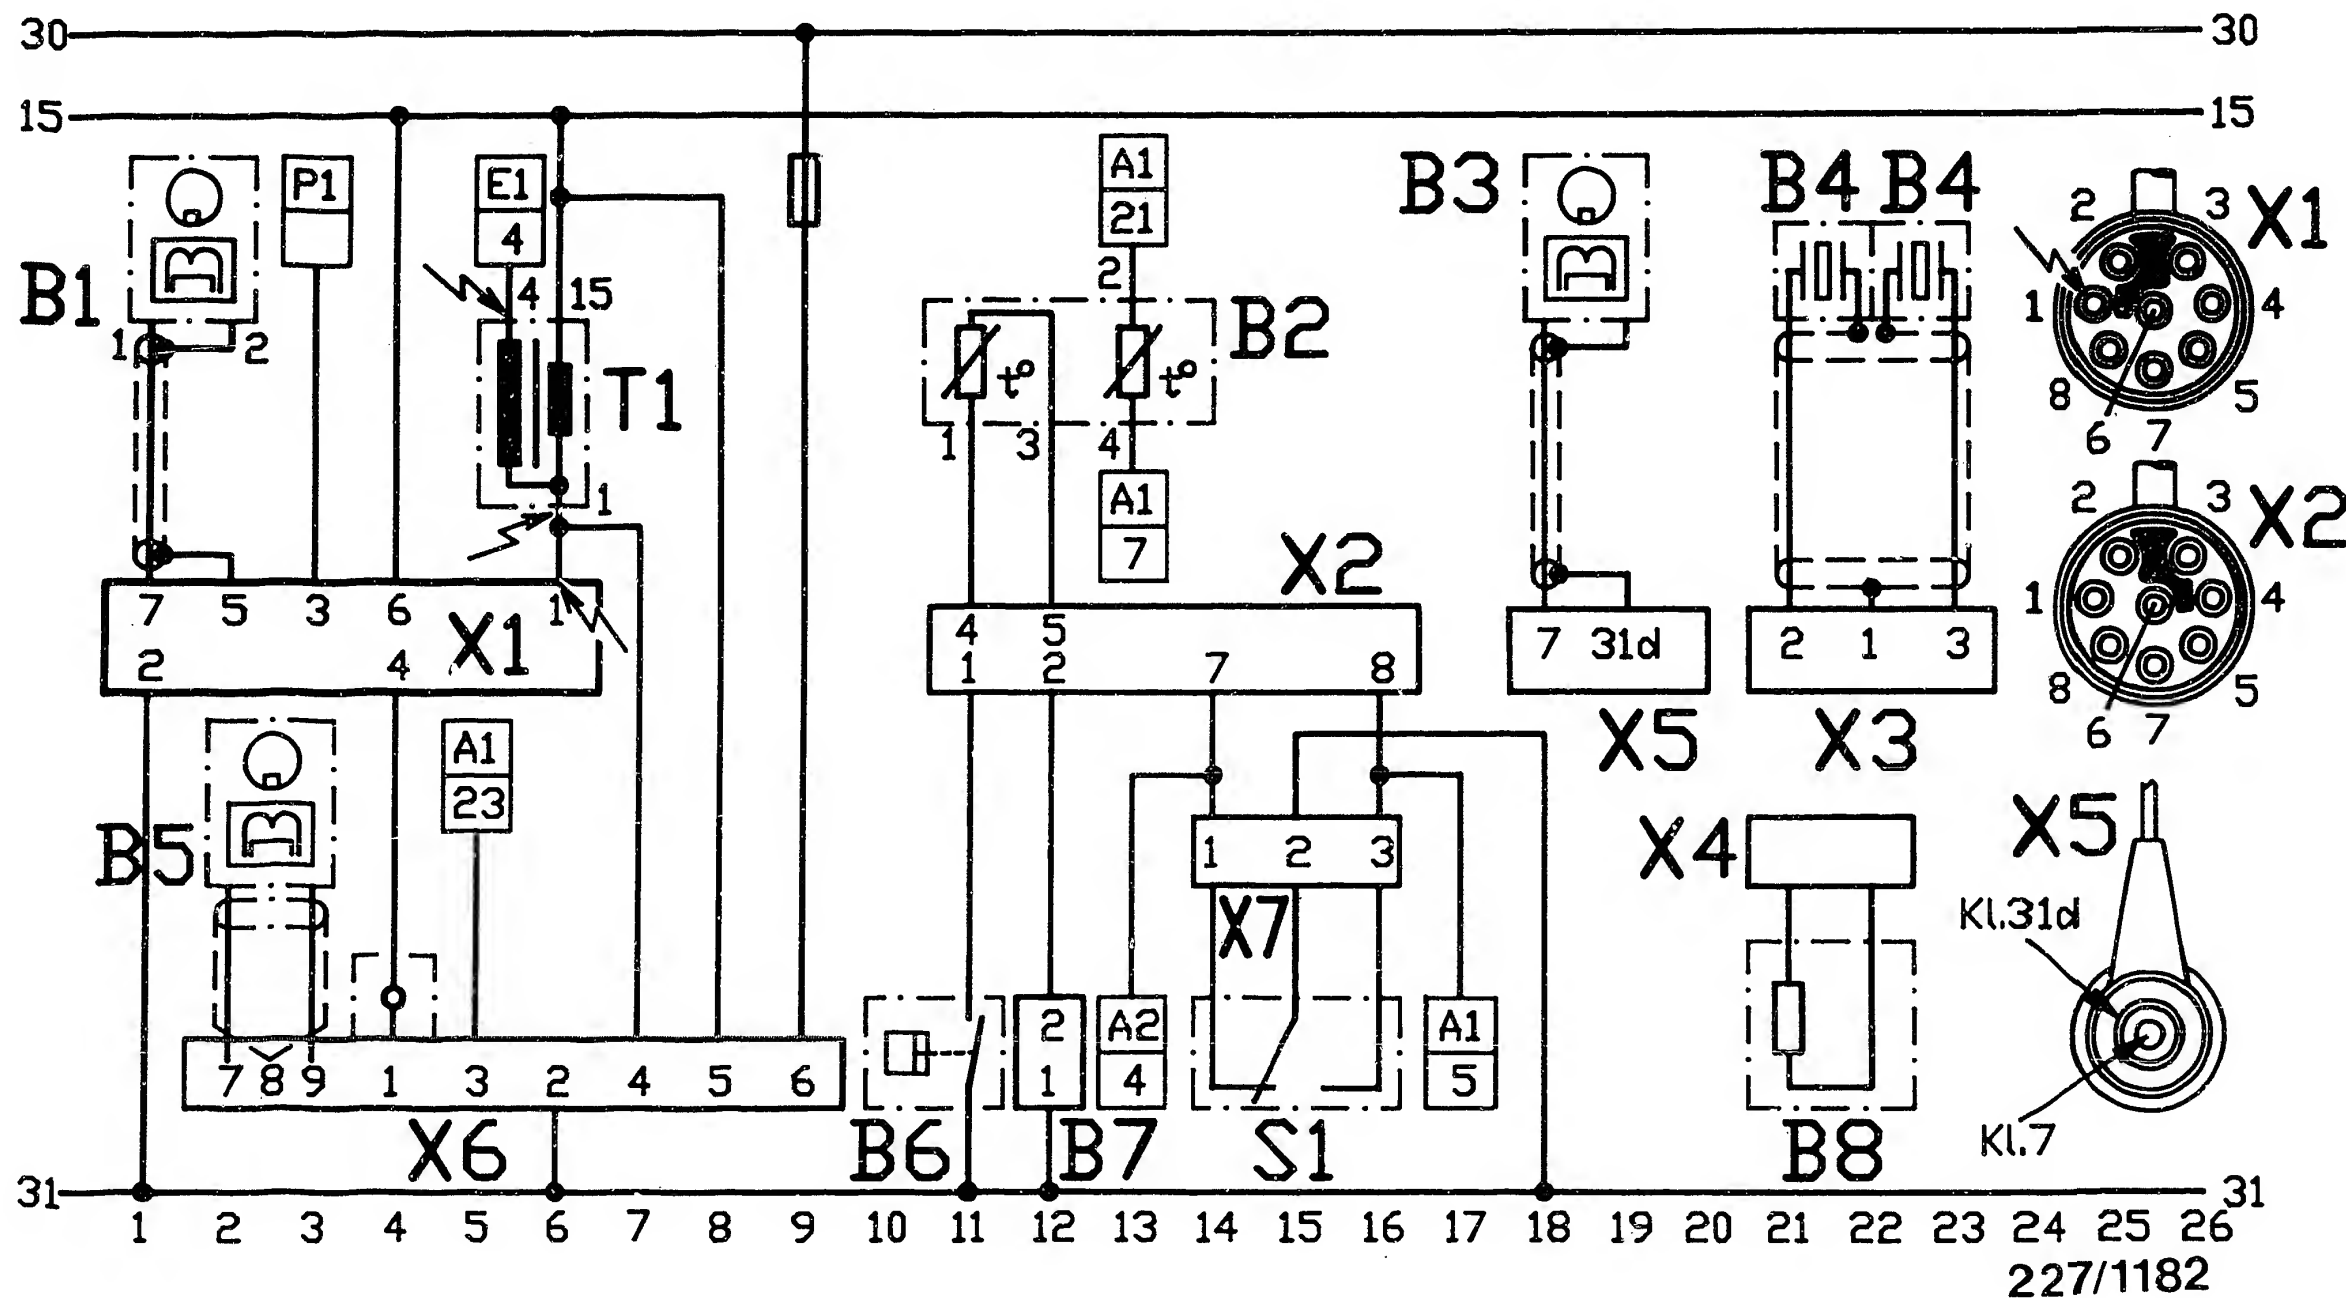 30 30
15 15
P1 E1 A1 B3 B4 B4 2 3 X1
4 21
B1 4 15 2 B2 1 4
1 2 T1
8 5
1 3 4 6 7
1 A1 2 3 X2
7
X2
7 5 3 6 1 4 5 7 31d 2 1 3 1 4
2 4 X1 1 2 7 8 8 5
A1 X5 X3 6 7
23
B5 1 2 3 X4 X5
X7 Kl.31d
2 A2 A1
7 8 9 1 3 2 4 5 6 1 4 5
X6 B6 B7 S1 B8 Kl.7
31 31
1 2 3 4 5 6 7 8 9 10 11 12 13 14 15 16 17 18 19 20 21 22 23 24 25 26
227/1182